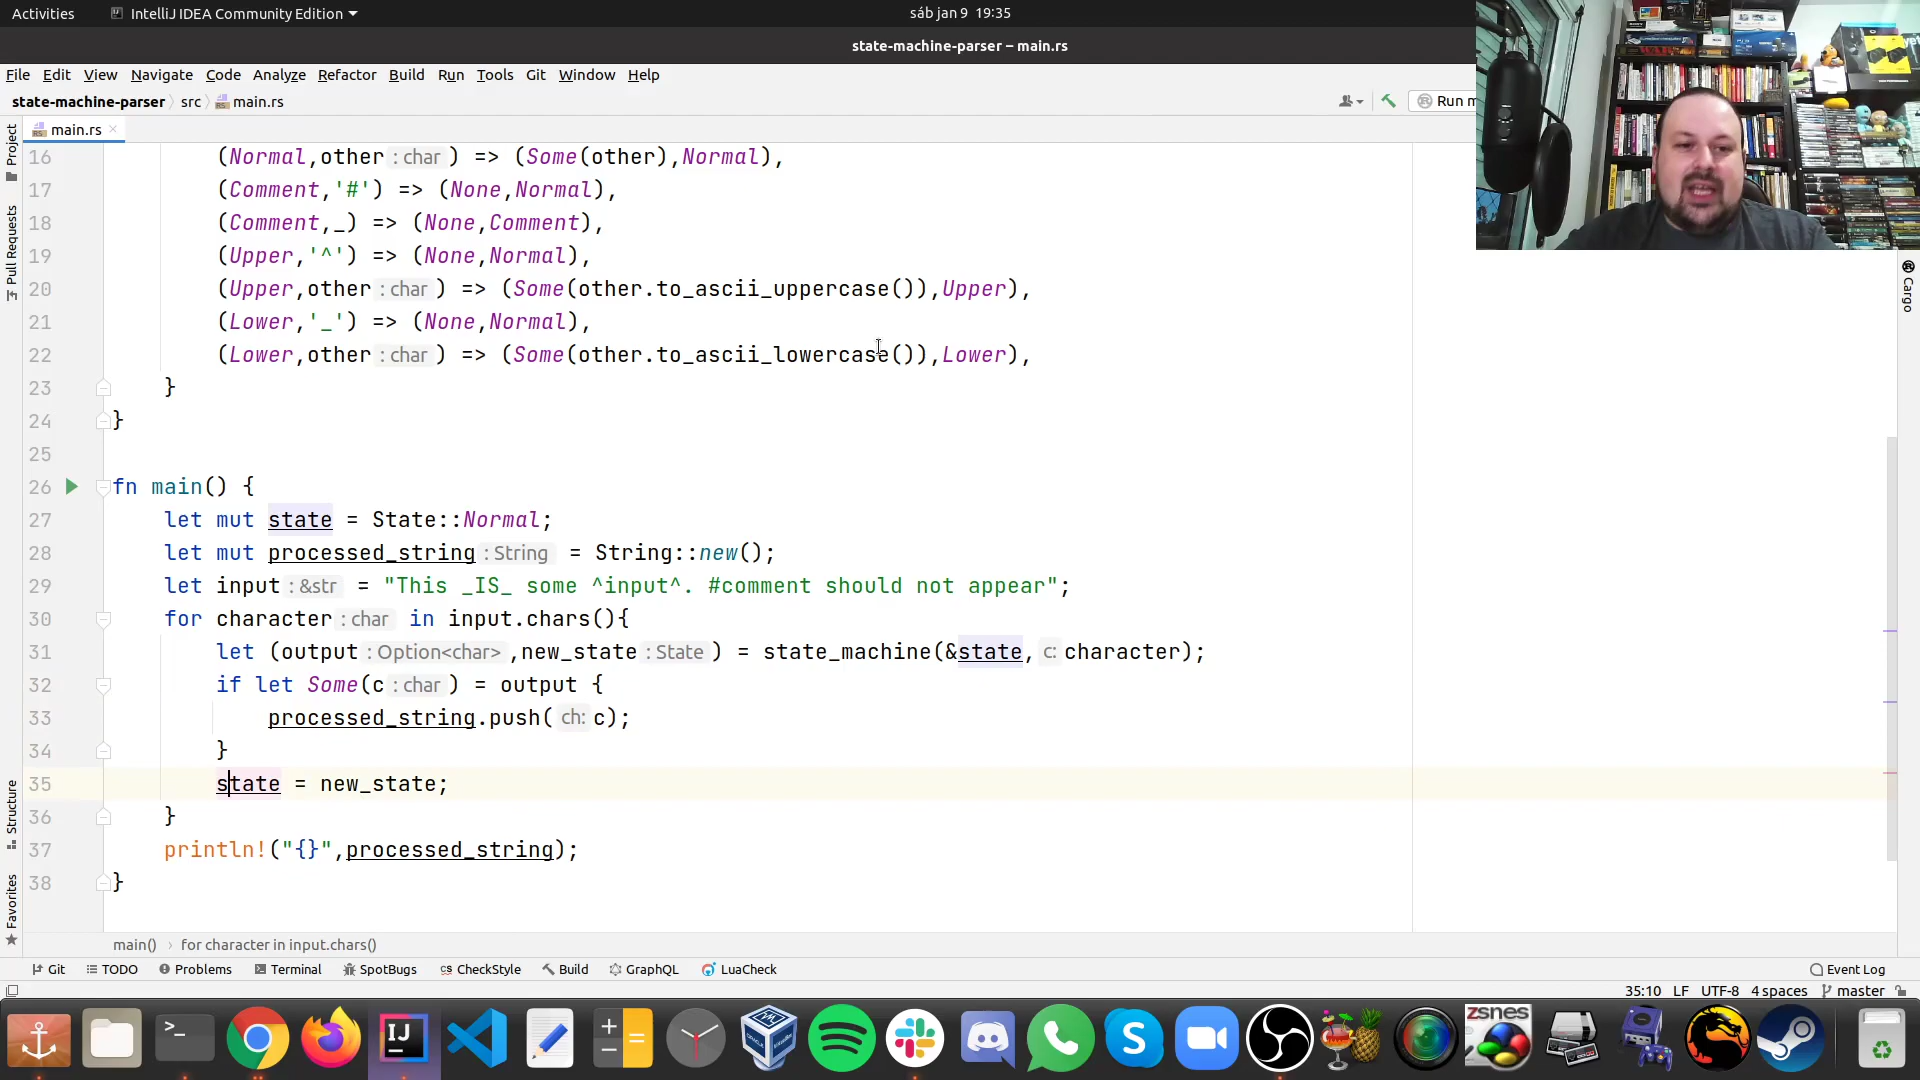 Activities
IntelliJ IDEA Community Edition
sáb jan 9 19:35
state-machine-parser – main.rs
File Edit View Navigate Code Analyze Refactor Build Run Tools Git Window Help
state-machine-parser src main.rs
Run m
main.rs
16 (Normal,other : char ) => (Some(other),Normal),
17 (Comment,'#') => (None,Normal),
18 (Comment,_) => (None,Comment),
19 (Upper,'^') => (None,Normal),
20 (Upper,other : char ) => (Some(other.to_ascii_uppercase()),Upper),
21 (Lower,'_') => (None,Normal),
22 (Lower,other : char ) => (Some(other.to_ascii_lowercase()),Lower),
23 }
24 }
25
26 fn main() {
27 let mut state = State::Normal;
28 let mut processed_string : String = String::new();
29 let input : &str = "This _IS_ some ^input^. #comment should not appear";
30 for character : char in input.chars(){
31 let (output : Option<char> ,new_state : State ) = state_machine(&state, c: character);
32 if let Some(c : char ) = output {
33 processed_string.push( ch: c);
34 }
35 state = new_state;
36 }
37 println!("{}",processed_string);
38 }
Project
Pull Requests
Structure
Favorites
Cargo
main() › for character in input.chars()
Git TODO Problems Terminal SpotBugs CheckStyle Build GraphQL LuaCheck Event Log
35:10 LF UTF-8 4 spaces master
IJ
zsnes